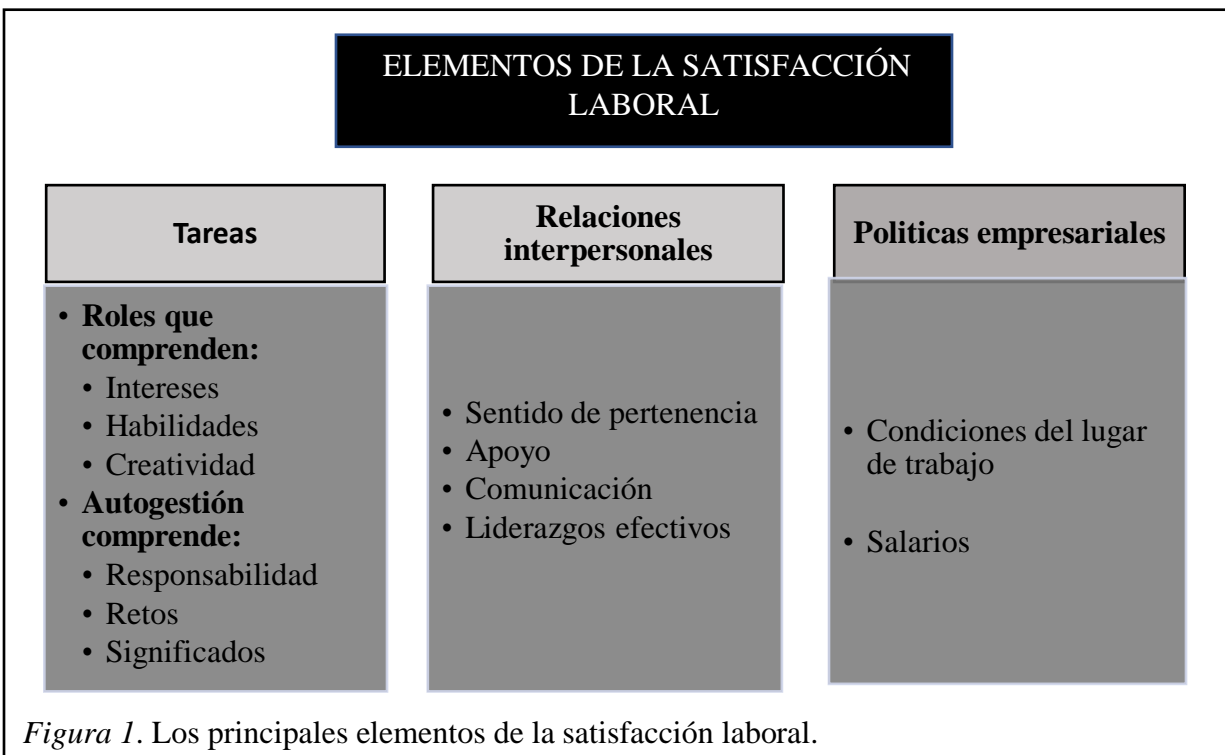 ELEMENTOS DE LA SATISFACCIÓN
LABORAL
Tareas
• Roles que
comprenden:
• Intereses
• Habilidades
• Creatividad
• Autogestión
comprende:
• Responsabilidad
• Retos
• Significados
Relaciones
interpersonales
• Sentido de pertenencia
• Apoyo
• Comunicación
• Liderazgos efectivos
Politicas empresariales
• Condiciones del lugar
de trabajo
• Salarios
Figura 1. Los principales elementos de la satisfacción laboral.